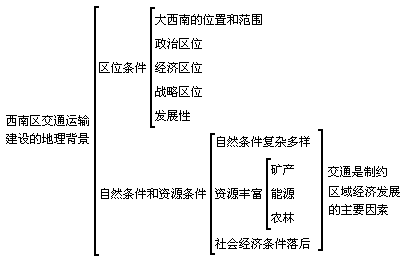 西南区交通运输
建设的地理背景
区位条件
大西南的位置和范围
政治区位
经济区位
战略区位
发展性
自然条件和资源条件
自然条件复杂多样
资源丰富
矿产
能源
农林
社会经济条件落后
交通是制约
区域经济发展
的主要因素